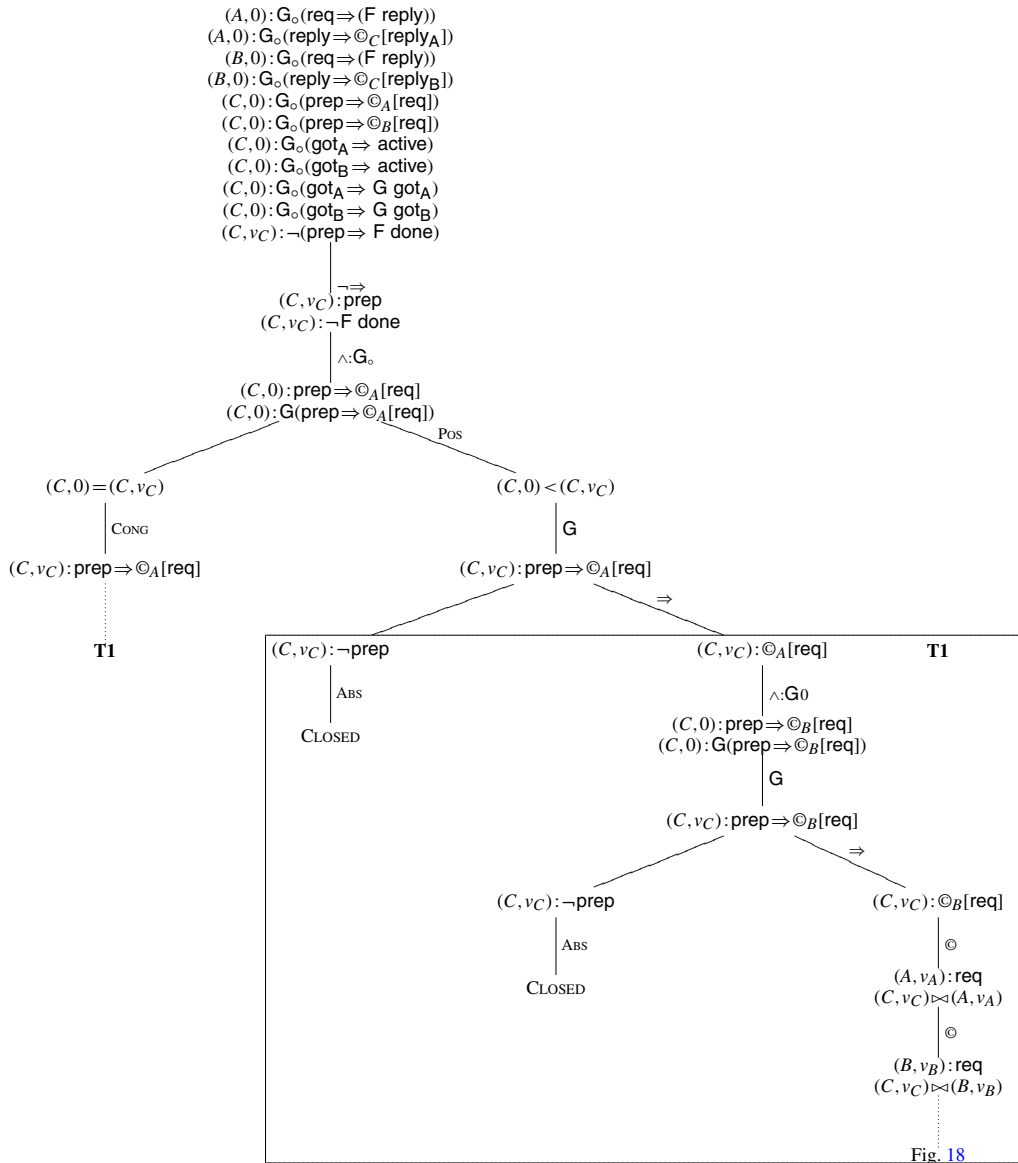 (A,0):G∘(req⇒(F reply))
(A,0):G∘(reply⇒©C[replyA])
(B,0):G∘(req⇒(F reply))
(B,0):G∘(reply⇒©C[replyB])
(C,0):G∘(prep⇒©A[req])
(C,0):G∘(prep⇒©B[req])
(C,0):G∘(gotA⇒ active)
(C,0):G∘(gotB⇒ active)
(C,0):G∘(gotA⇒ G gotA)
(C,0):G∘(gotB⇒ G gotB)
(C,vC):¬(prep⇒ F done)
¬⇒
(C,vC):prep
(C,vC):¬F done
∧:G∘
(C,0):prep⇒©A[req]
(C,0):G(prep⇒©A[req])
POS
(C,0)=(C,vC)
(C,0)<(C,vC)
CONG
G
(C,vC):prep⇒©A[req]
(C,vC):prep⇒©A[req]
⇒
T1
(C,vC):¬prep
(C,vC):©A[req]
T1
ABS
∧:G0
CLOSED
(C,0):prep⇒©B[req]
(C,0):G(prep⇒©B[req])
G
(C,vC):prep⇒©B[req]
⇒
(C,vC):¬prep
(C,vC):©B[req]
ABS
©
CLOSED
(A,vA):req
(C,vC)⋈(A,vA)
©
(B,vB):req
(C,vC)⋈(B,vB)
Fig. 18